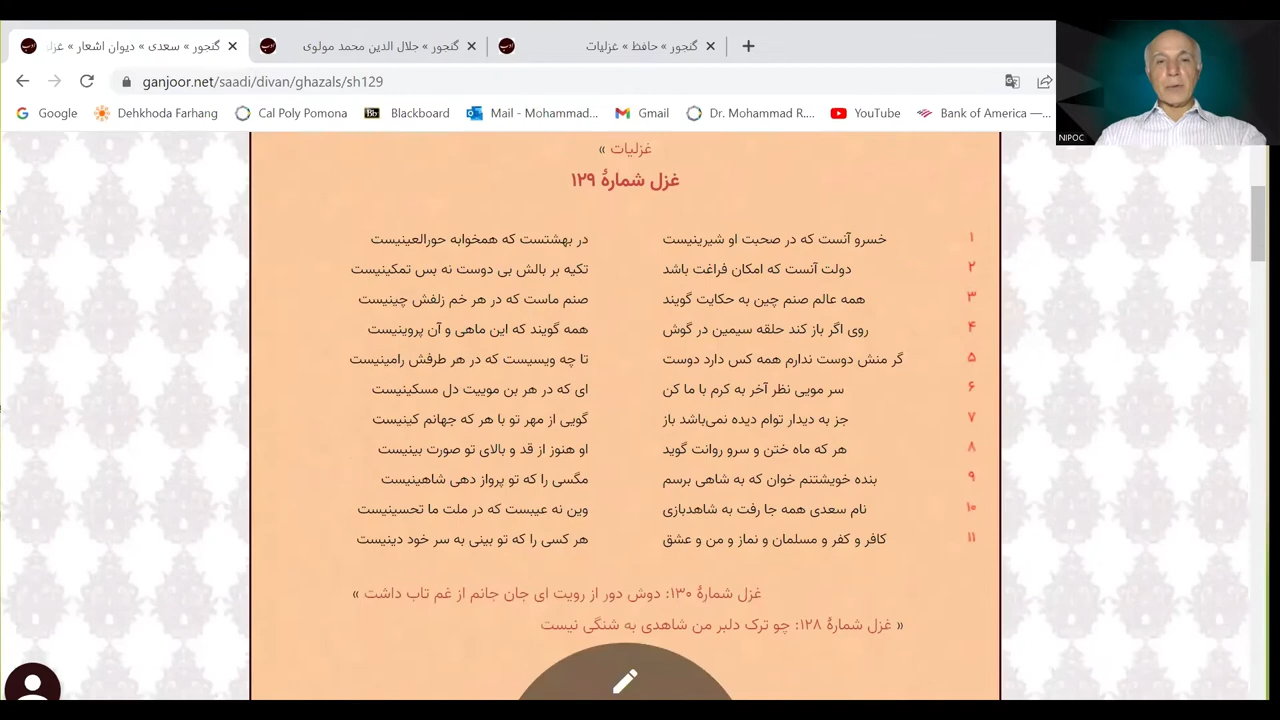 گنجور » سعدی » دیوان اشعار » غزل
گنجور » جلال الدین محمد مولوی
گنجور » حافظ » غزلیات
ganjoor.net/saadi/divan/ghazals/sh129
Google Dehkhoda Farhang Cal Poly Pomona Bb Blackboard Mail - Mohammad... Gmail Dr. Mohammad R.... YouTube Bank of America —...
NIPOC
غزلیات »
غزل شمارهٔ ۱۲۹
۱ خسرو آنست که در صحبت او شیرینیست در بهشتست که همخوابه حورالعینیست
۲ دولت آنست که امکان فراغت باشد تکیه بر بالش بی دوست نه بس تمکینیست
۳ همه عالم صنم چین به حکایت گویند صنم ماست که در هر خم زلفش چینیست
۴ روی اگر باز کند حلقه سیمین در گوش همه گویند که این ماهی و آن پروینیست
۵ گر منش دوست ندارم همه کس دارد دوست تا چه ویسیست که در هر طرفش رامینیست
۶ سر مویی نظر آخر به کرم با ما کن ای که در هر بن موییت دل مسکینیست
۷ جز به دیدار توام دیده نمی‌باشد باز گویی از مهر تو با هر که جهانم کینیست
۸ هر که ماه ختن و سرو روانت گوید او هنوز از قد و بالای تو صورت بینیست
۹ بنده خویشتنم خوان که به شاهی برسم مگسی را که تو پرواز دهی شاهینیست
۱۰ نام سعدی همه جا رفت به شاهدبازی وین نه عیبست که در ملت ما تحسینیست
۱۱ کافر و کفر و مسلمان و نماز و من و عشق هر کسی را که تو بینی به سر خود دینیست
غزل شمارهٔ ۱۳۰: دوش دور از رویت ای جان جانم از غم تاب داشت »
« غزل شمارهٔ ۱۲۸: چو ترک دلبر من شاهدی به شنگی نیست